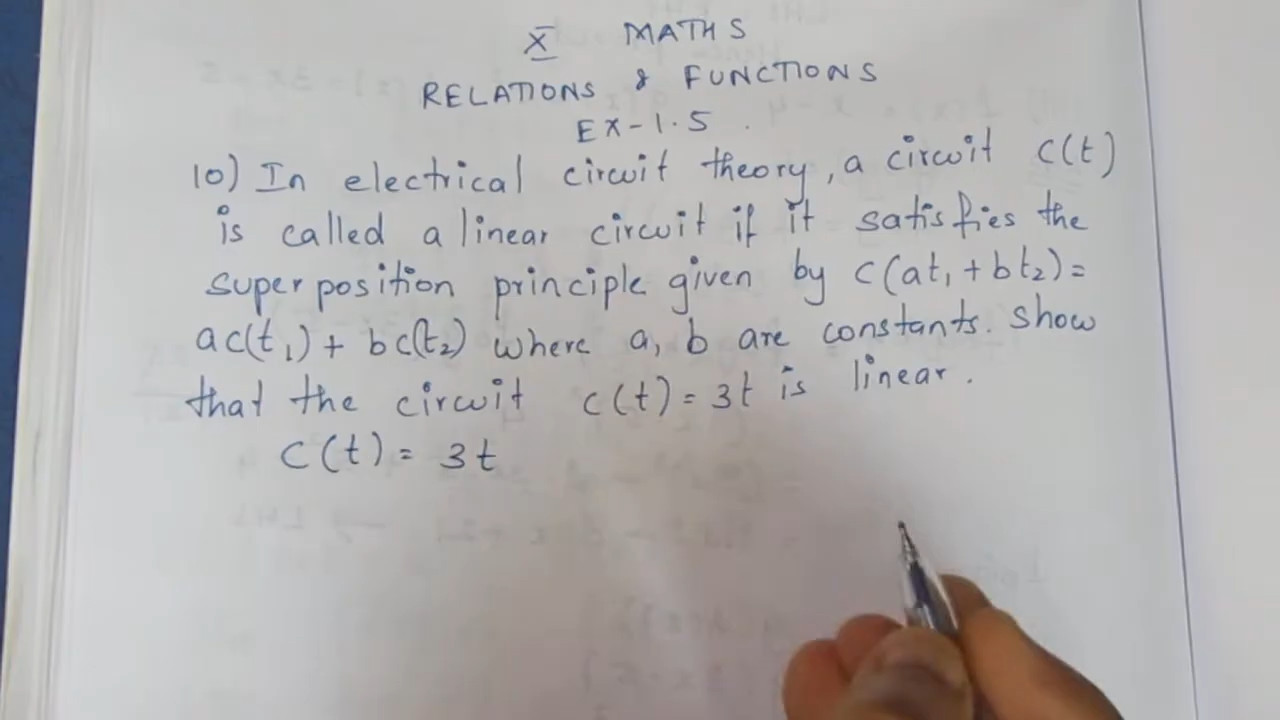 X MATHS
RELATIONS & FUNCTIONS
EX-1.5
10) In electrical circuit theory, a circuit C(t)
is called a linear circuit if it satisfies the
superposition principle given by C(at₁ + bt₂) =
ac(t₁) + bc(t₂) where a, b are constants. Show
that the circuit C(t) = 3t is linear.
C(t) = 3t